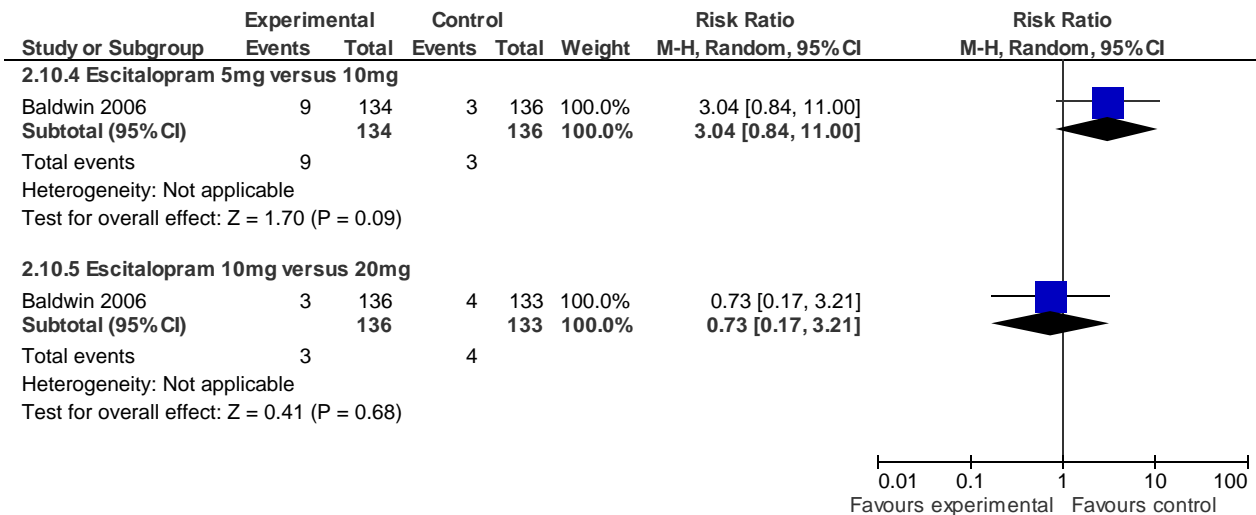 Experimental Control Risk Ratio Risk Ratio
Study or Subgroup Events Total Events Total Weight M-H, Random, 95% CI M-H, Random, 95% CI
2.10.4 Escitalopram 5mg versus 10mg
Baldwin 2006 9 134 3 136 100.0% 3.04 [0.84, 11.00]
Subtotal (95% CI) 134 136 100.0% 3.04 [0.84, 11.00]
Total events 9 3
Heterogeneity: Not applicable
Test for overall effect: Z = 1.70 (P = 0.09)
2.10.5 Escitalopram 10mg versus 20mg
Baldwin 2006 3 136 4 133 100.0% 0.73 [0.17, 3.21]
Subtotal (95% CI) 136 133 100.0% 0.73 [0.17, 3.21]
Total events 3 4
Heterogeneity: Not applicable
Test for overall effect: Z = 0.41 (P = 0.68)
0.01 0.1 1 10 100
Favours experimental Favours control